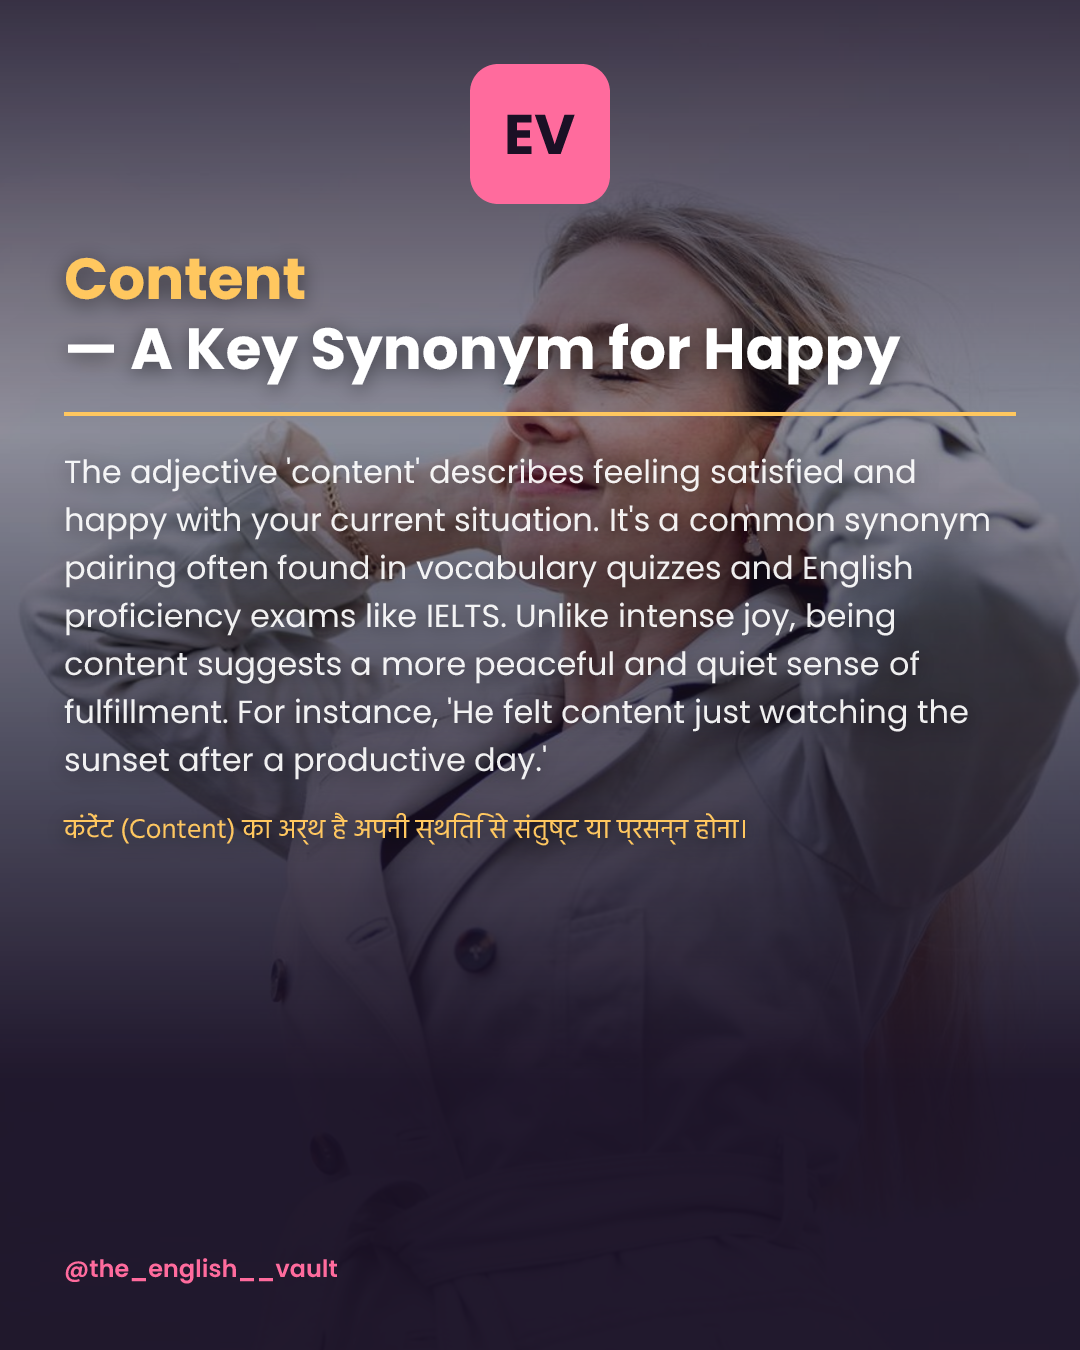 EV
Content
— A Key Synonym for Happy
The adjective 'content' describes feeling satisfied and
happy with your current situation. It's a common synonym
pairing often found in vocabulary quizzes and English
proficiency exams like IELTS. Unlike intense joy, being
content suggests a more peaceful and quiet sense of
fulfillment. For instance, 'He felt content just watching the
sunset after a productive day.'
कंटेंट (Content) का अर्थ है अपनी स्थिति से संतुष्ट या प्रसन्न होना।
@the_english__vault